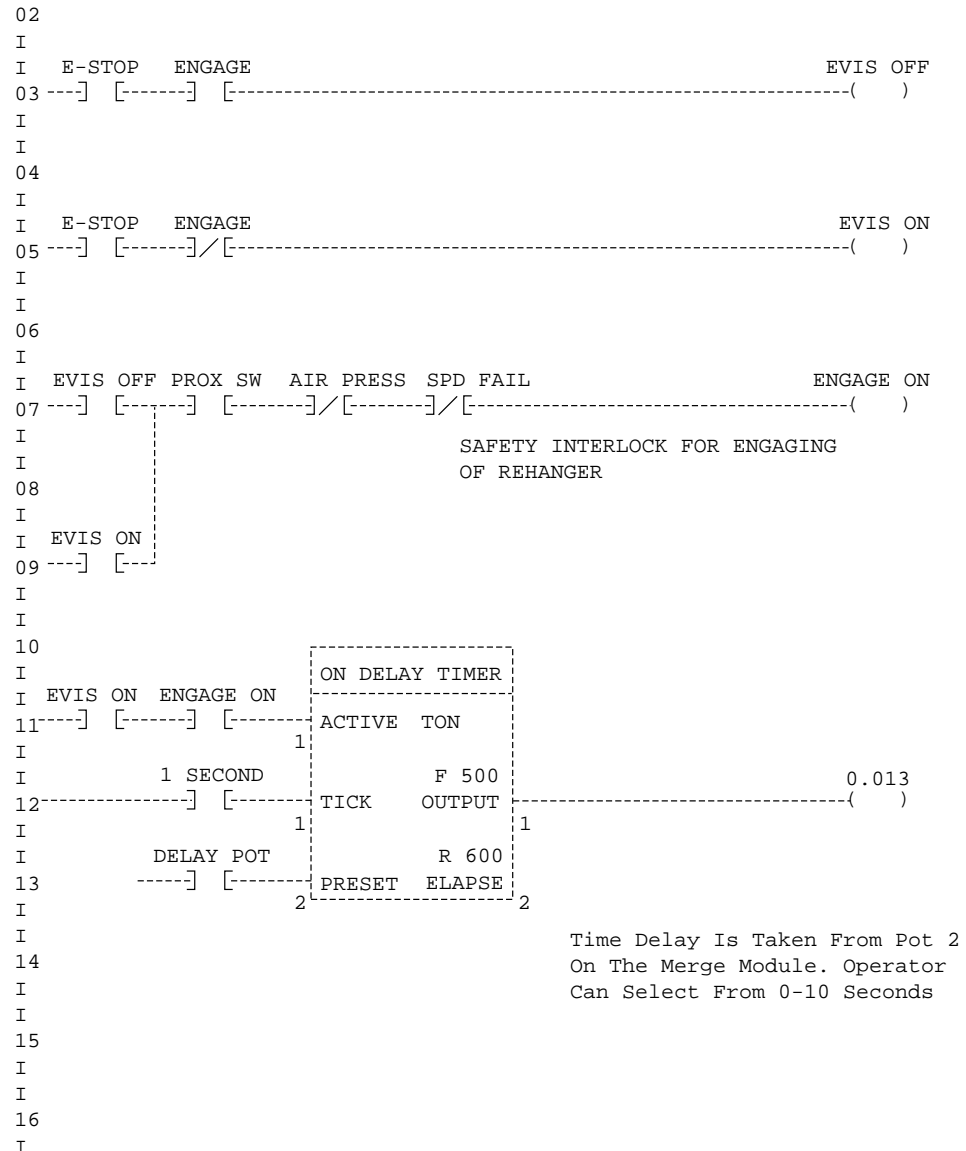 02
I
I E-STOP ENGAGE EVIS OFF
03 ----] [------] [----( )
I
I
04
I
I E-STOP ENGAGE EVIS ON
05 ----] [------]/[----( )
I
I
06
I
I EVIS OFF PROX SW AIR PRESS SPD FAIL ENGAGE ON
07 ----] [------] [-------]/[-------]/[----( )
I SAFETY INTERLOCK FOR ENGAGING
I OF REHANGER
08
I
I EVIS ON
09 ----] [----
I
I
10
I ON DELAY TIMER
I EVIS ON ENGAGE ON
11 ----] [------] [---- ACTIVE TON
I 1
I 1 SECOND F 500 0.013
12 ----] [---- TICK OUTPUT ----( )
I 1 1
I DELAY POT R 600
13 -----] [---- PRESET ELAPSE
I 2 2
I Time Delay Is Taken From Pot 2
14 On The Merge Module. Operator
I Can Select From 0-10 Seconds
I
15
I
I
16
I